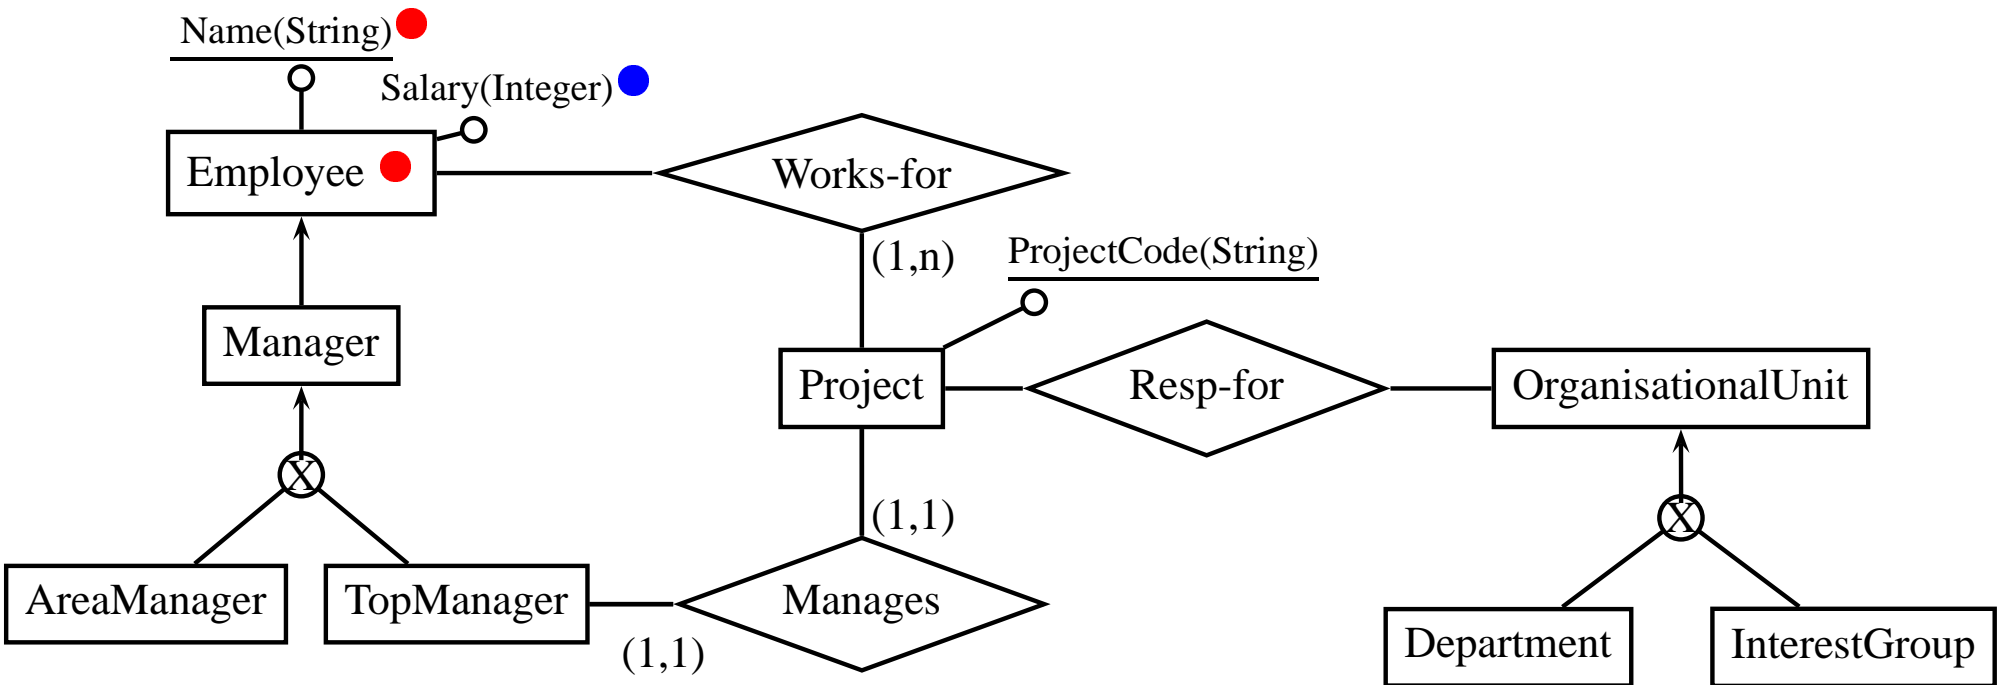 Name(String)
Salary(Integer)
Employee
Works-for
(1,n)
ProjectCode(String)
Manager
Project
Resp-for
OrganisationalUnit
X
(1,1)
X
AreaManager
TopManager
Manages
(1,1)
Department
InterestGroup